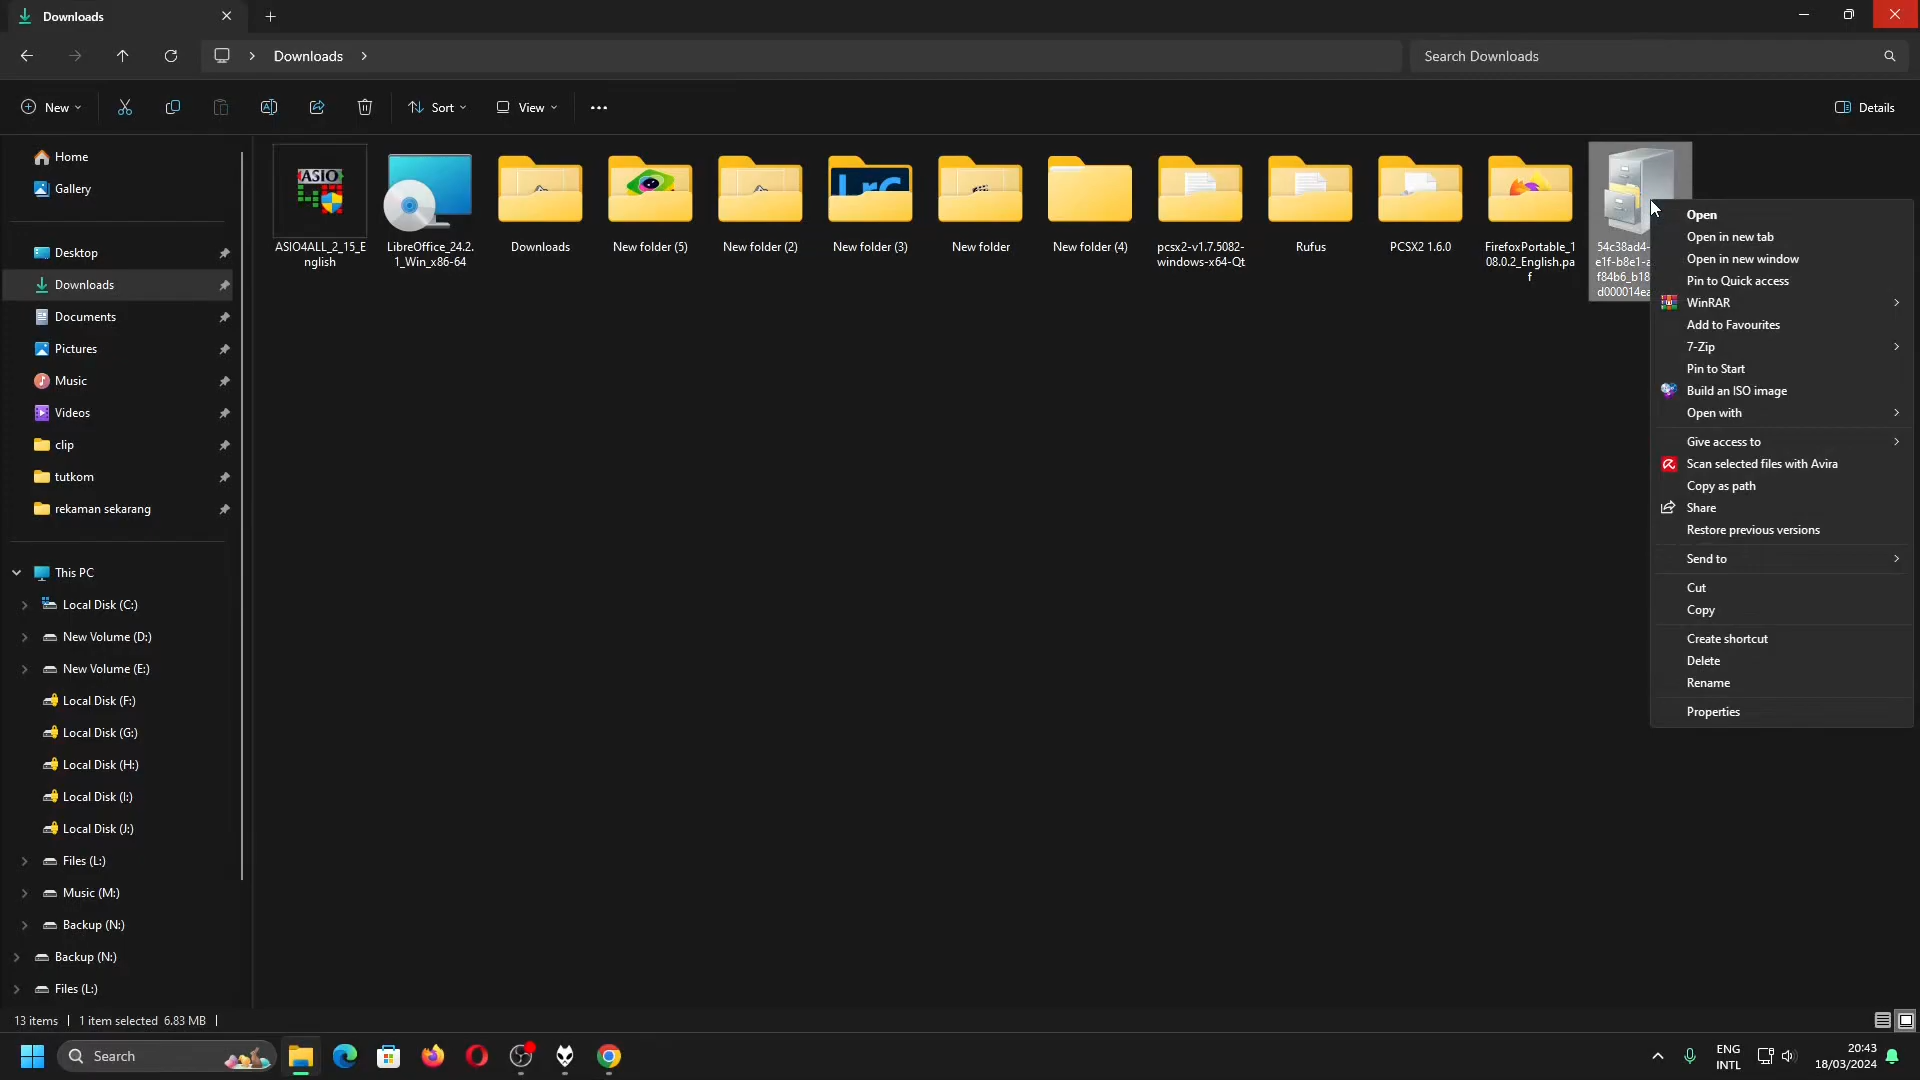 Downloads
Downloads
Search Downloads
New
Sort
View
Details
Home
Gallery
Desktop
Downloads
Documents
Pictures
Music
Videos
clip
tutkom
rekaman sekarang
This PC
Local Disk (C:)
New Volume (D:)
New Volume (E:)
Local Disk (F:)
Local Disk (G:)
Local Disk (H:)
Local Disk (I:)
Local Disk (J:)
Files (L:)
Music (M:)
Backup (N:)
Backup (N:)
Files (L:)
ASIO
ASIO4ALL_2_15_E
nglish
LibreOffice_24.2.
1_Win_x86-64
Downloads
New folder (5)
New folder (2)
LrC
New folder (3)
New folder
New folder (4)
pcsx2-v1.7.5082-
windows-x64-Qt
Rufus
PCSX2 1.6.0
FirefoxPortable_1
08.0.2_English.pa
f
54c38ad4-
e1f-b8e1-a
f84b6_b18
d000014ea
Open
Open in new tab
Open in new window
Pin to Quick access
WinRAR
Add to Favourites
7-Zip
Pin to Start
Build an ISO image
Open with
Give access to
Scan selected files with Avira
Copy as path
Share
Restore previous versions
Send to
Cut
Copy
Create shortcut
Delete
Rename
Properties
13 items
1 item selected 6.83 MB
Search
ENG
INTL
20:43
18/03/2024